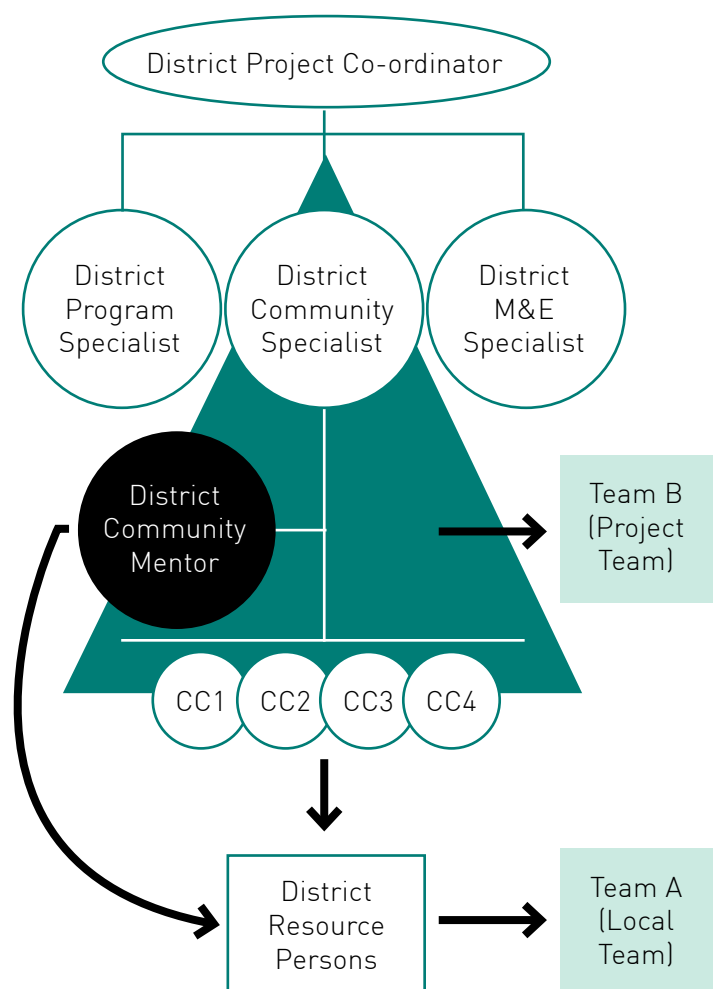 District Project Co-ordinator
District
Program
Specialist
District
Community
Specialist
District
M&E
Specialist
District
Community
Mentor
Team B
(Project
Team)
CC1
CC2
CC3
CC4
District
Resource
Persons
Team A
(Local
Team)